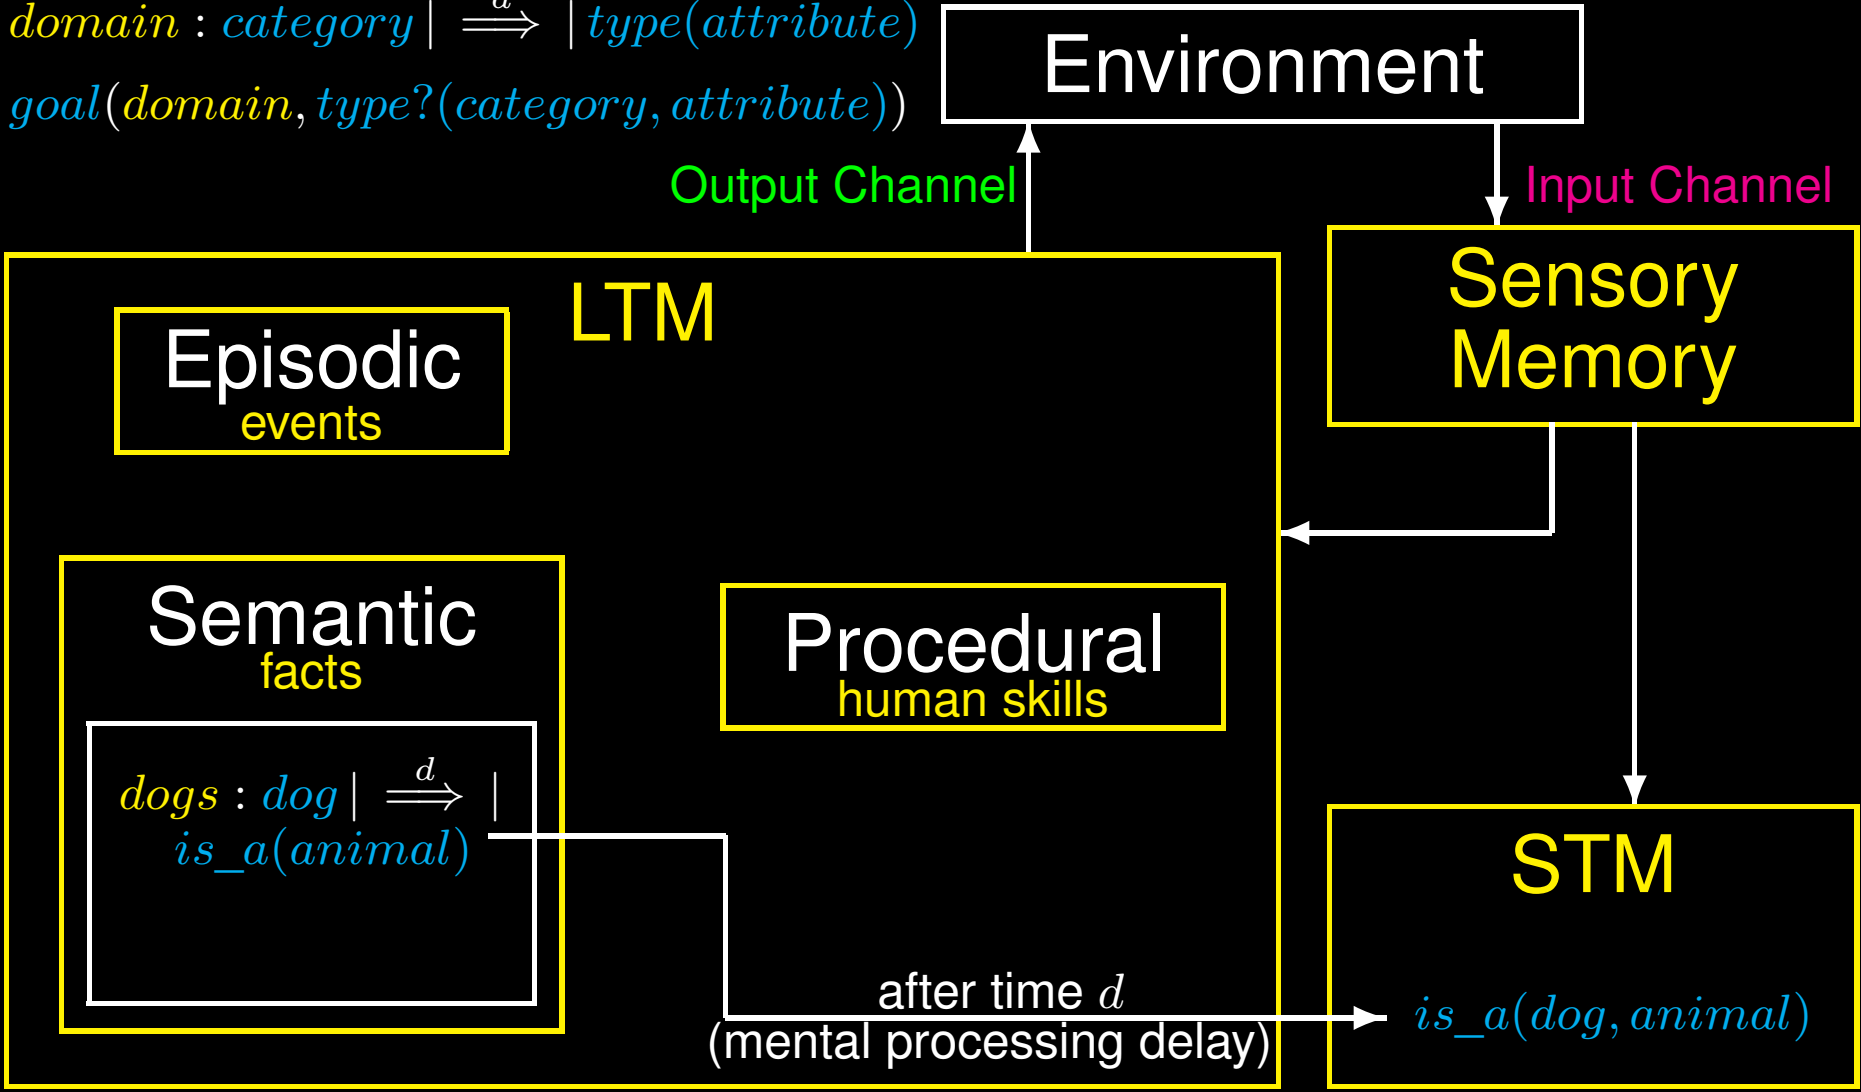 domain : category | d⟹ | type(attribute)
goal(domain, type?(category, attribute))
Environment
Output Channel
Input Channel
LTM
Sensory
Memory
Episodic
events
Semantic
facts
Procedural
human skills
dogs : dog | d⟹ |
is_a(animal)
STM
after time d
(mental processing delay)
is_a(dog, animal)